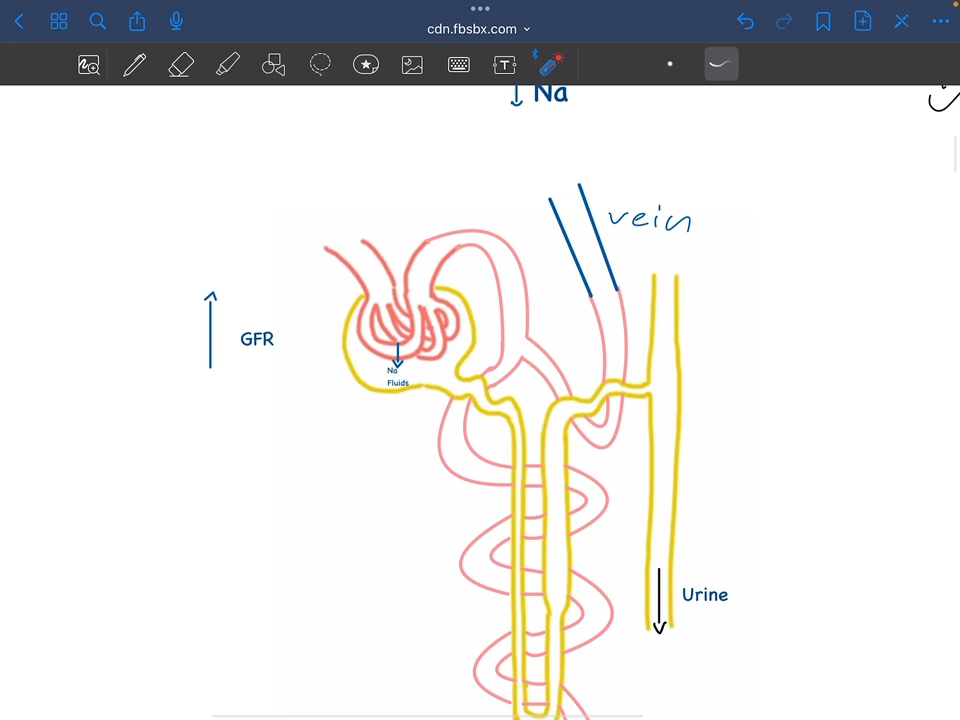 cdn.fbsbx.com
T
↓ Na
vein
↑ GFR
Na
Fluids
Urine